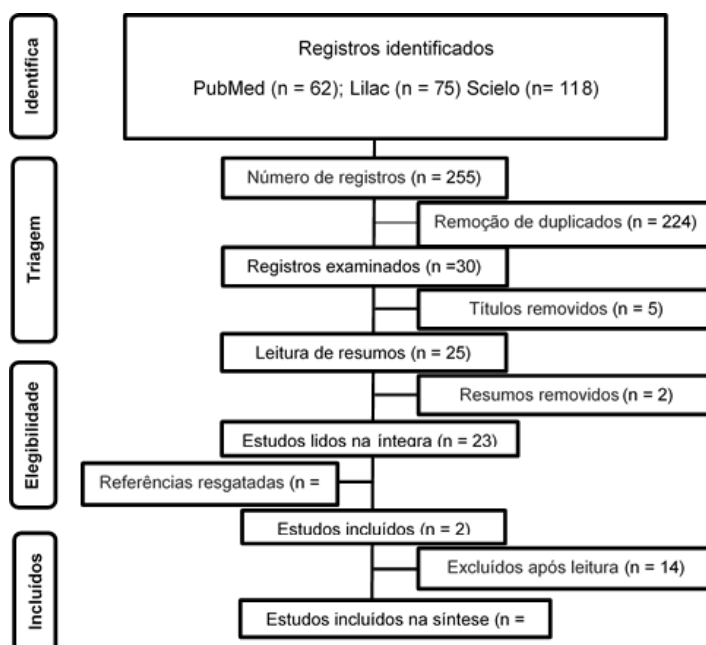 Identifica
Registros identificados
PubMed (n = 62); Lilac (n = 75) Scielo (n= 118)
Triagem
Número de registros (n = 255)
Remoção de duplicados (n = 224)
Registros examinados (n =30)
Títulos removidos (n = 5)
Leitura de resumos (n = 25)
Elegibilidade
Resumos removidos (n = 2)
Estudos lidos na íntegra (n = 23)
Referências resgatadas (n =
Estudos incluídos (n = 2)
Incluídos
Excluídos após leitura (n = 14)
Estudos incluídos na síntese (n =